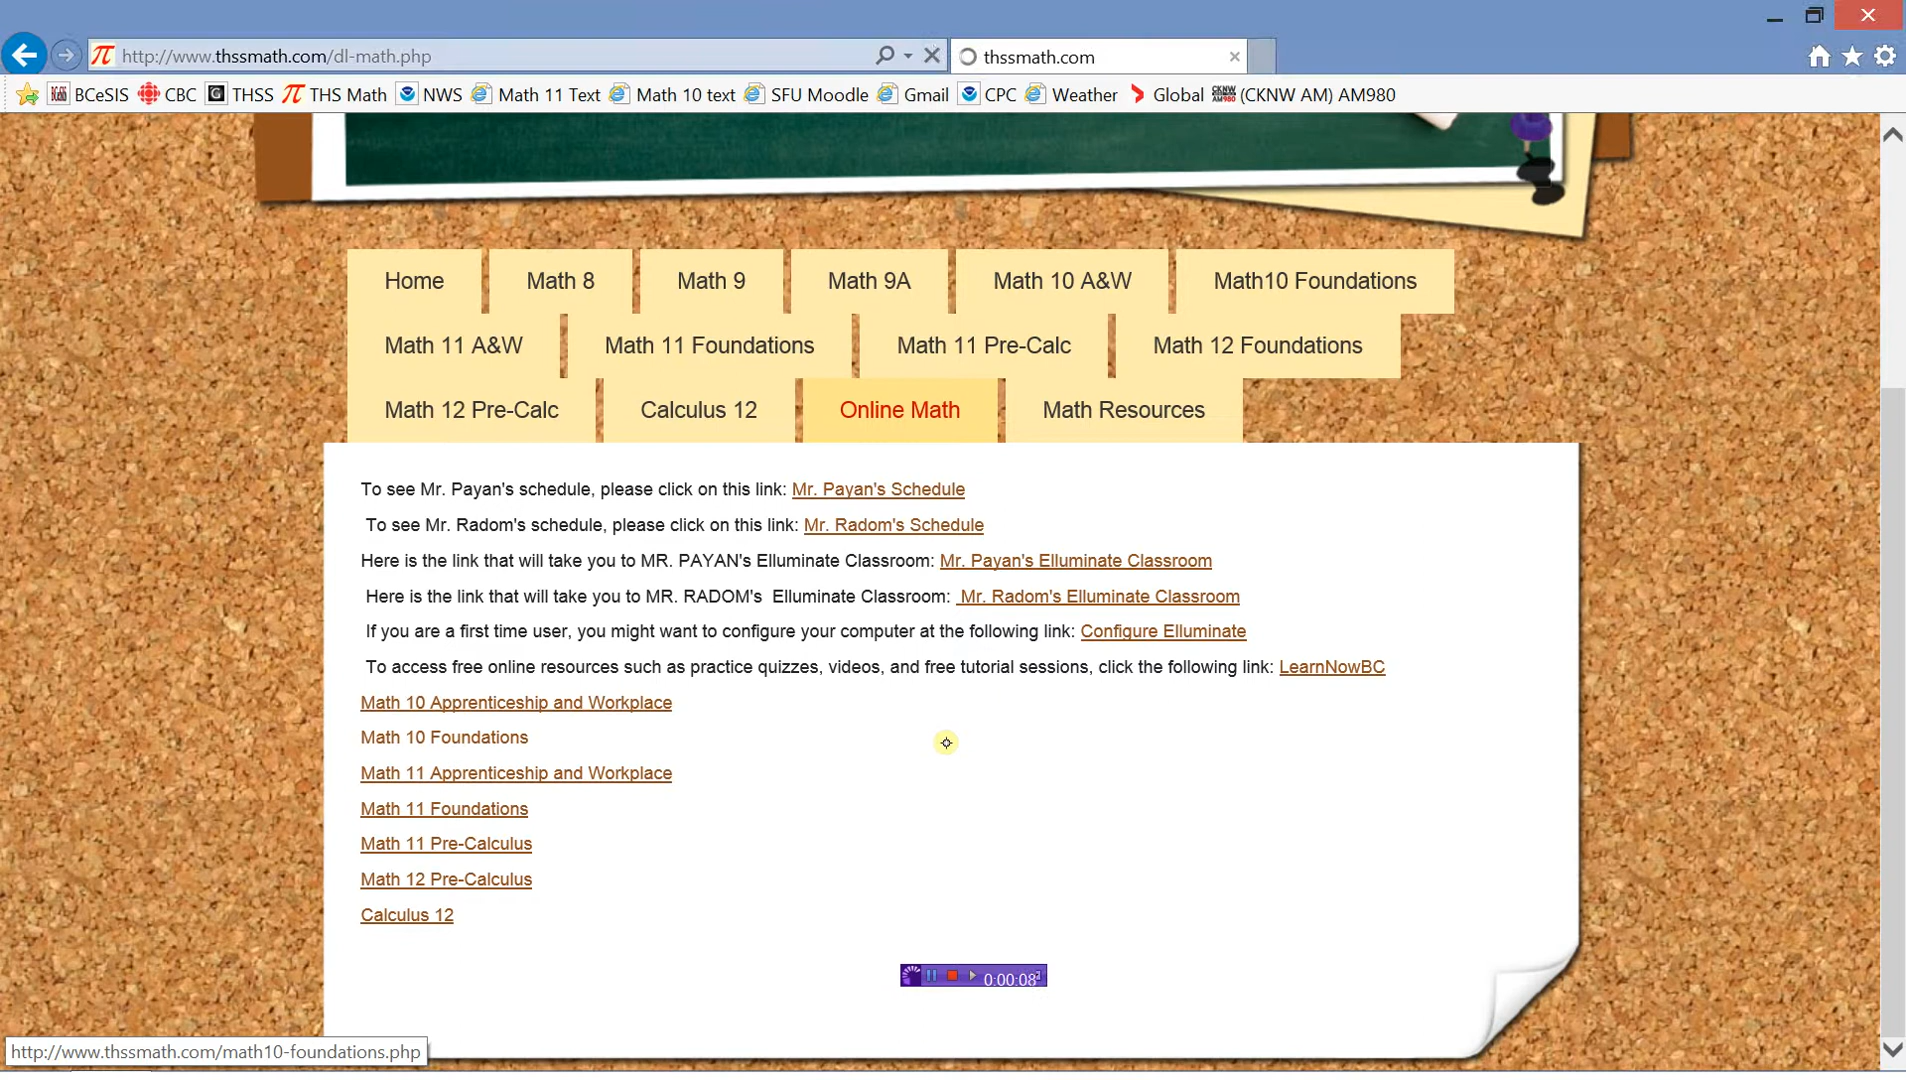 http://www.thssmath.com/dl-math.php
thssmath.com
BCeSIS CBC THSS THS Math NWS Math 11 Text Math 10 text SFU Moodle Gmail CPC Weather Global (CKNW AM) AM980
Home Math 8 Math 9 Math 9A Math 10 A&W Math10 Foundations
Math 11 A&W Math 11 Foundations Math 11 Pre-Calc Math 12 Foundations
Math 12 Pre-Calc Calculus 12 Online Math Math Resources
To see Mr. Payan's schedule, please click on this link: Mr. Payan's Schedule
To see Mr. Radom's schedule, please click on this link: Mr. Radom's Schedule
Here is the link that will take you to MR. PAYAN's Elluminate Classroom: Mr. Payan's Elluminate Classroom
Here is the link that will take you to MR. RADOM's Elluminate Classroom: Mr. Radom's Elluminate Classroom
If you are a first time user, you might want to configure your computer at the following link: Configure Elluminate
To access free online resources such as practice quizzes, videos, and free tutorial sessions, click the following link: LearnNowBC
Math 10 Apprenticeship and Workplace
Math 10 Foundations
Math 11 Apprenticeship and Workplace
Math 11 Foundations
Math 11 Pre-Calculus
Math 12 Pre-Calculus
Calculus 12
0:00:08
http://www.thssmath.com/math10-foundations.php